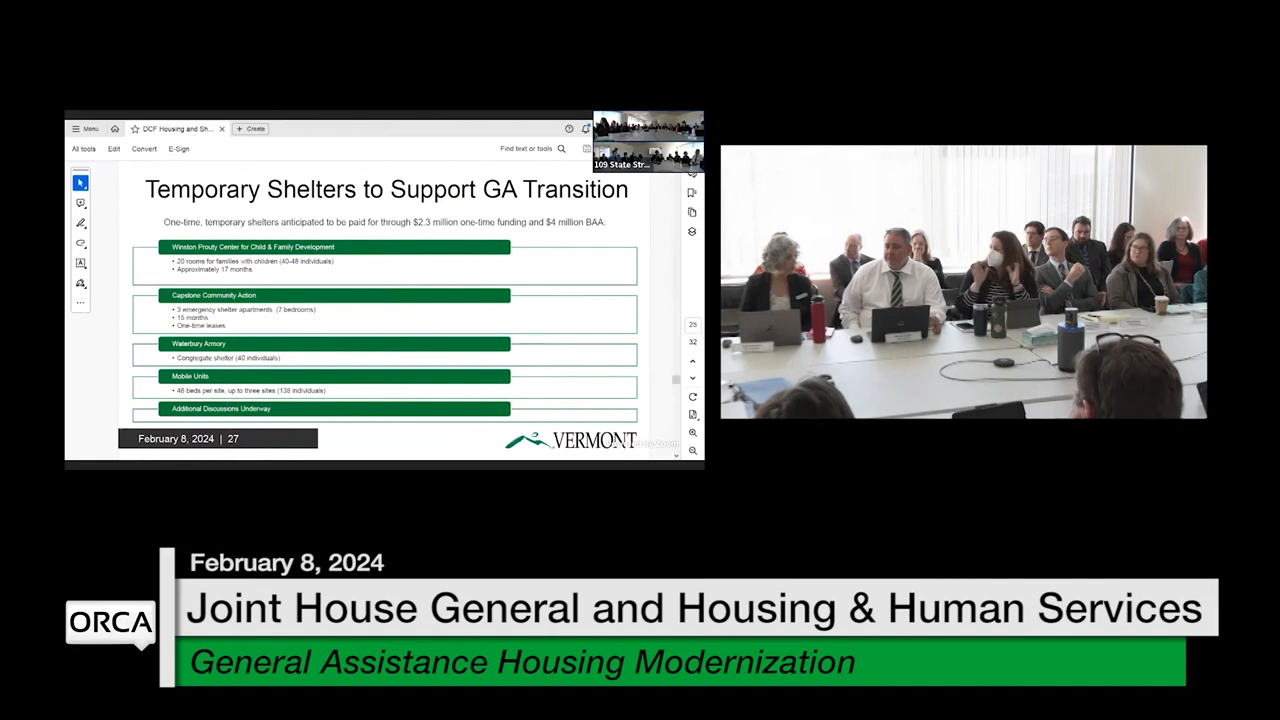 Menu
DCF Housing and Sh...
Create
All tools
Edit
Convert
E-Sign
Find text or tools
109 State Str...
Temporary Shelters to Support GA Transition
One-time, temporary shelters anticipated to be paid for through $2.3 million one-time funding and $4 million BAA:
Winston Prouty Center for Child & Family Development
• 20 rooms for families with children (40-48 individuals)
• Approximately 17 months
Capstone Community Action
• 3 emergency shelter apartments (7 bedrooms)
• 15 months
• One-time leases
Waterbury Armory
• Congregate shelter (40 individuals)
Mobile Units
• 46 beds per site, up to three sites (138 individuals)
Additional Discussions Underway
February 8, 2024 | 27
VERMONT
32
February 8, 2024
ORCA
Joint House General and Housing & Human Services
General Assistance Housing Modernization